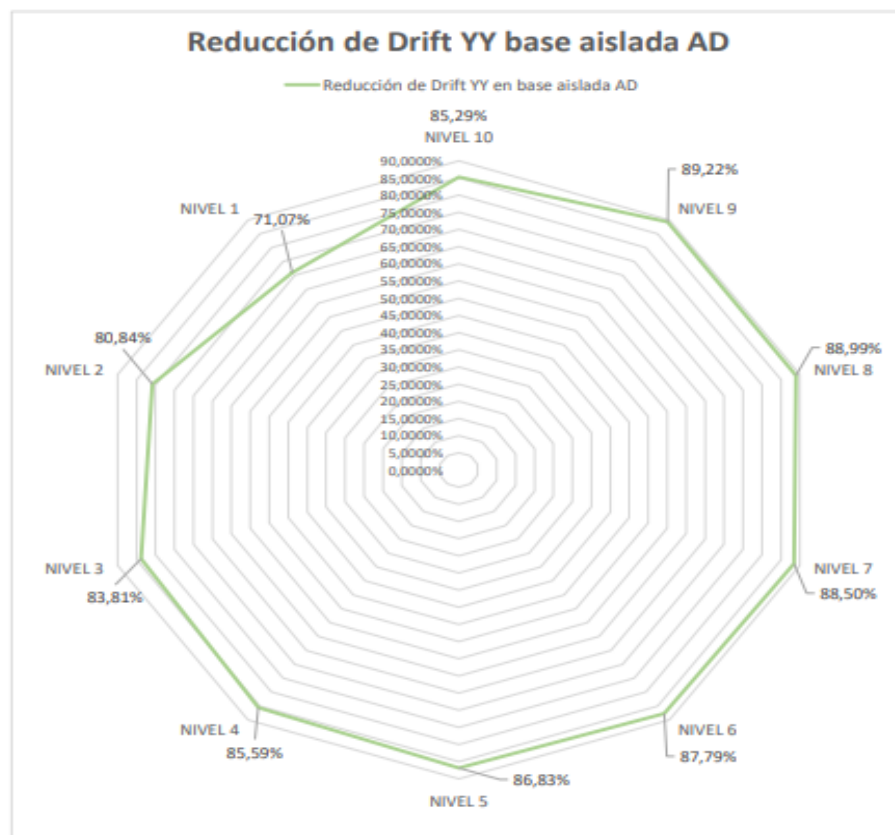 Reducción de Drift YY base aislada AD
Reducción de Drift YY en base aislada AD
85,29%
NIVEL 10
89,22%
NIVEL 9
88,99%
NIVEL 8
NIVEL 7
88,50%
NIVEL 6
87,79%
86,83%
NIVEL 5
NIVEL 4
85,59%
NIVEL 3
83,81%
80,84%
NIVEL 2
NIVEL 1
71,07%
90,0000%
85,0000%
80,0000%
75,0000%
70,0000%
65,0000%
60,0000%
55,0000%
50,0000%
45,0000%
40,0000%
35,0000%
30,0000%
25,0000%
20,0000%
15,0000%
10,0000%
5,0000%
0,0000%